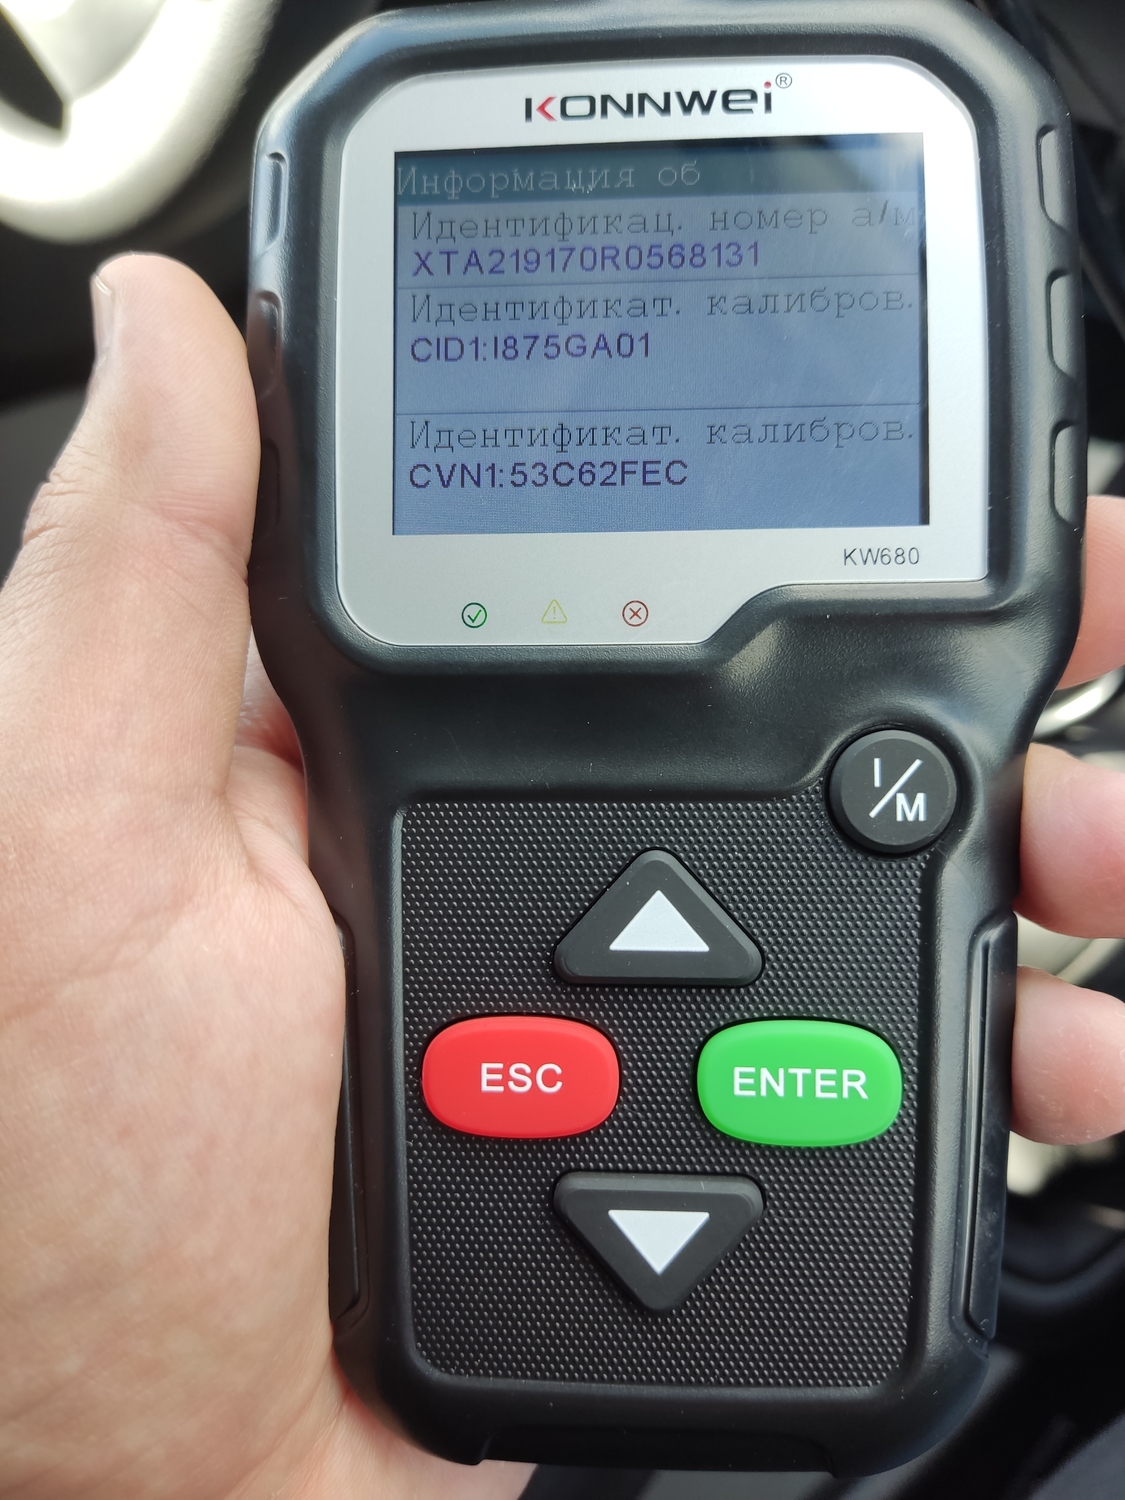 KONNWEI®
Информация об
Идентификац. номер а/м
XTA219170R0568131
Идентификат. калибров.
CID1:I875GA01
Идентификат. калибров.
CVN1:53C62FEC
KW680
I/M
ESC
ENTER